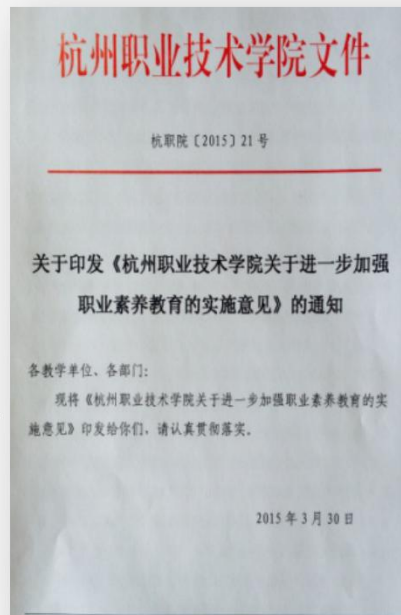 杭州职业技术学院文件
杭职院〔2015〕21号
关于印发《杭州职业技术学院关于进一步加强
职业素养教育的实施意见》的通知
各教学单位、各部门：
现将《杭州职业技术学院关于进一步加强职业素养教育的实
施意见》印发给你们，请认真贯彻落实。
2015年3月30日